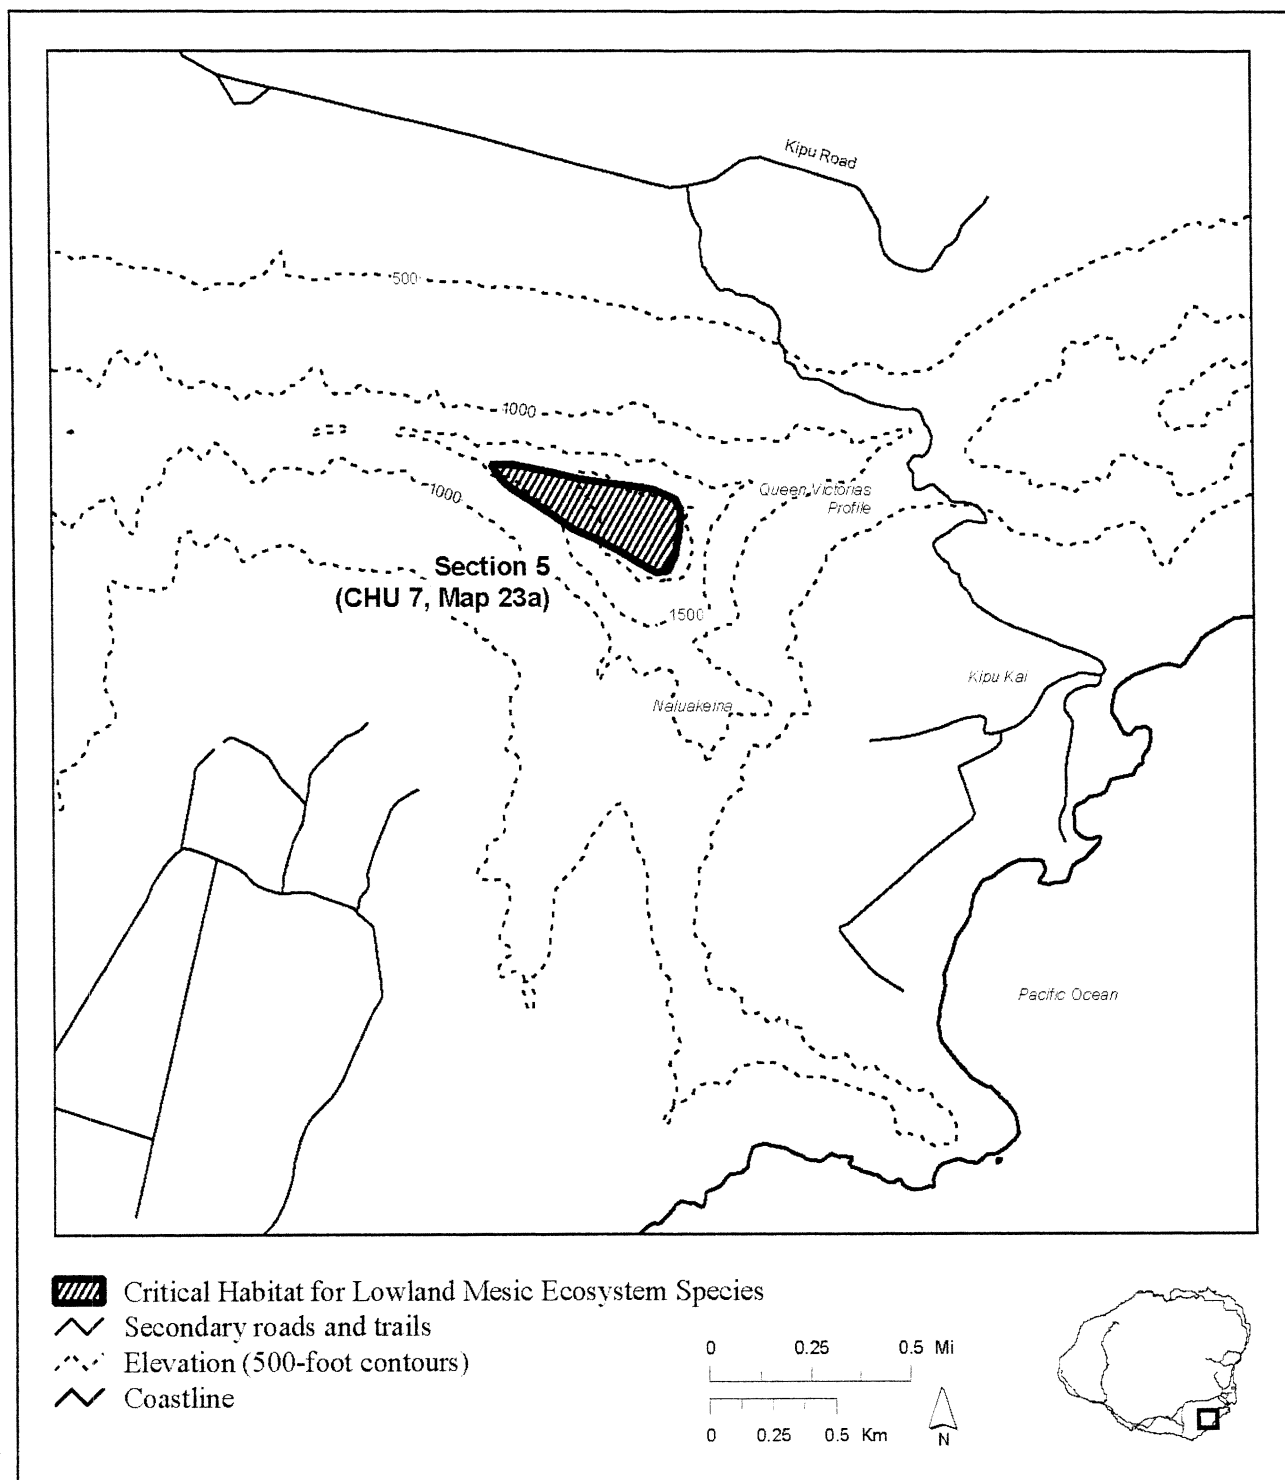 Kipu Road
500
1000
1000
Queen Victorias
Profile
Section 5
(CHU 7, Map 23a)
1500
Kipu Kai
Naluakeina
Pacific Ocean
Critical Habitat for Lowland Mesic Ecosystem Species
Secondary roads and trails
Elevation (500-foot contours)
Coastline
0 0.25 0.5 Mi
0 0.25 0.5 Km
N